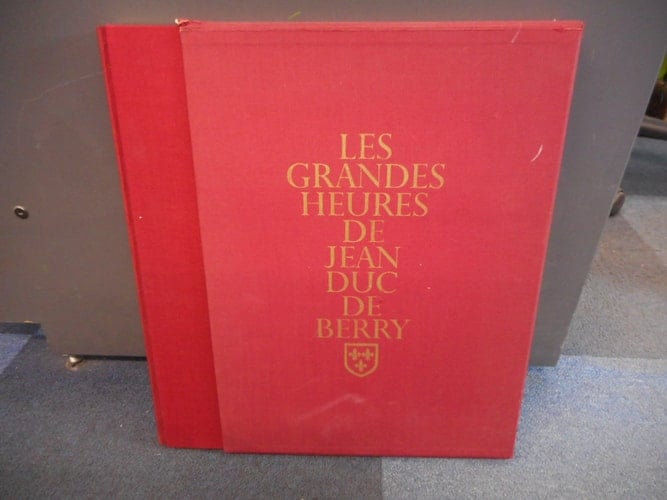 LES
GRANDES
HEURES
DE
JEAN
DUC
DE
BERRY